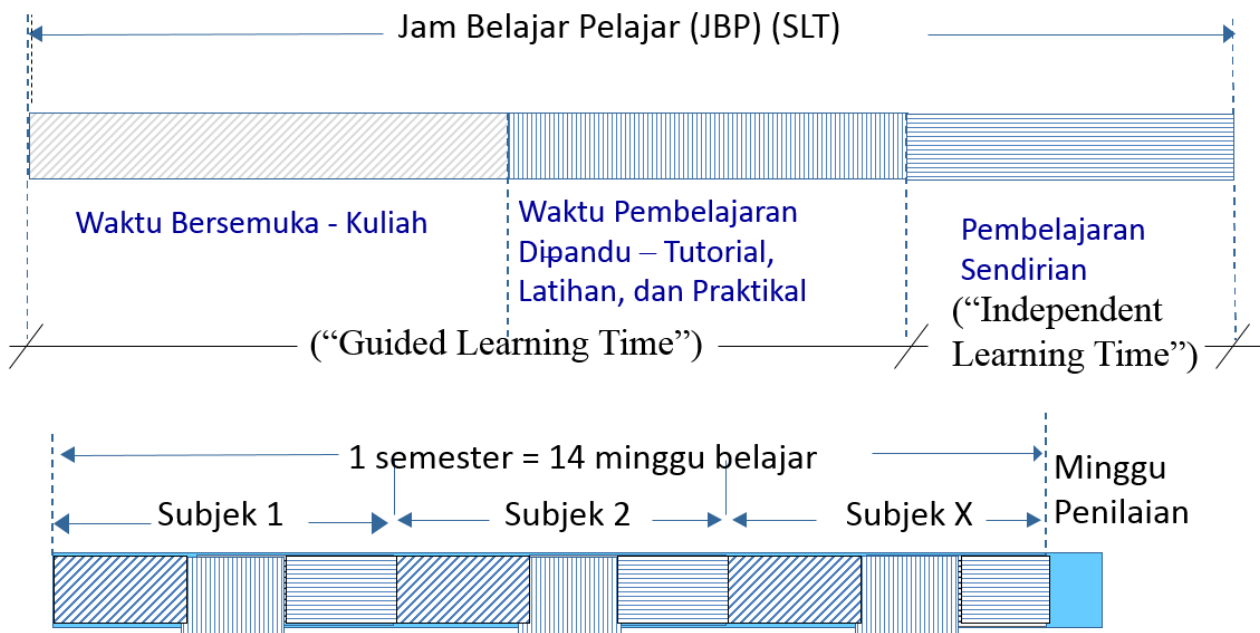 Jam Belajar Pelajar (JBP) (SLT)
Waktu Bersemuka - Kuliah
Waktu Pembelajaran
Dipandu – Tutorial,
Latihan, dan Praktikal
Pembelajaran
Sendirian
(“Guided Learning Time”)
(“Independent
Learning Time”)
1 semester = 14 minggu belajar
Minggu
Penilaian
Subjek 1
Subjek 2
Subjek X